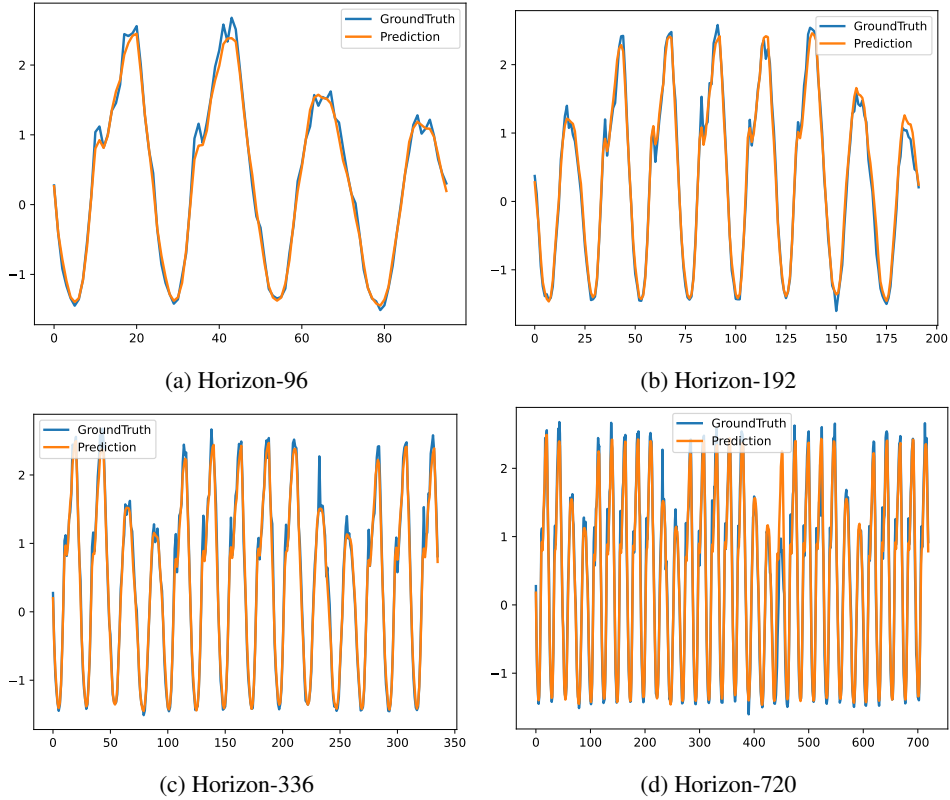 GroundTruth
Prediction
2
1
0
−1
0 20 40 60 80
(a) Horizon-96
GroundTruth
Prediction
2
1
0
−1
0 25 50 75 100 125 150 175 200
(b) Horizon-192
GroundTruth
Prediction
2
1
0
−1
0 50 100 150 200 250 300 350
(c) Horizon-336
GroundTruth
Prediction
2
1
0
−1
0 100 200 300 400 500 600 700
(d) Horizon-720